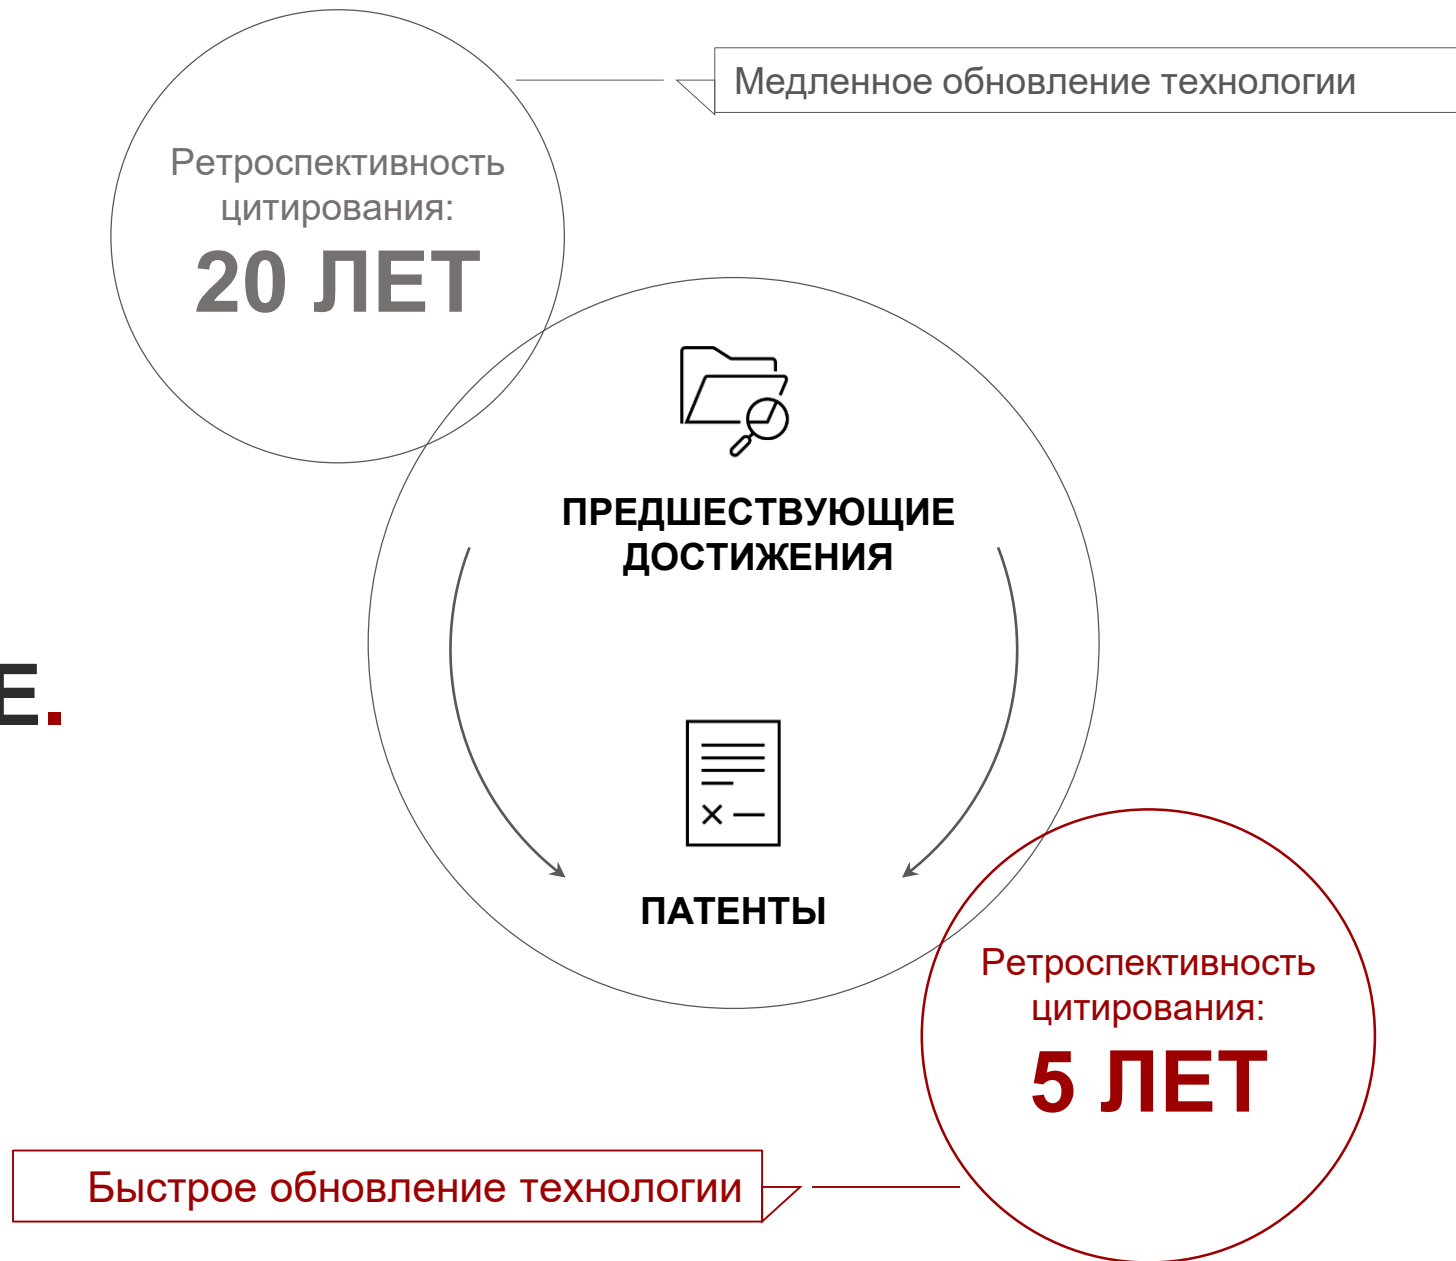 Медленное обновление технологии
Ретроспективность
цитирования:
20 ЛЕТ
ПРЕДШЕСТВУЮЩИЕ
ДОСТИЖЕНИЯ
Е.
ПАТЕНТЫ
Ретроспективность
цитирования:
5 ЛЕТ
Быстрое обновление технологии